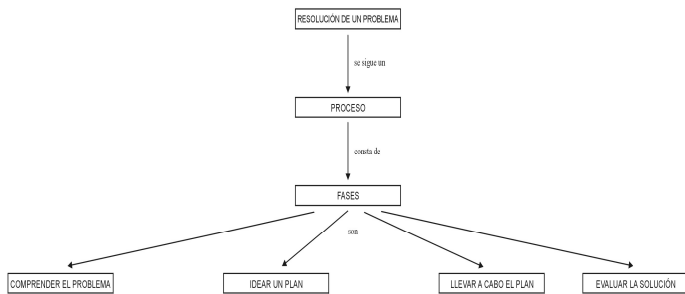 RESOLUCIÓN DE UN PROBLEMA
se sigue un
PROCESO
consta de
FASES
son
COMPRENDER EL PROBLEMA
IDEAR UN PLAN
LLEVAR A CABO EL PLAN
EVALUAR LA SOLUCIÓN